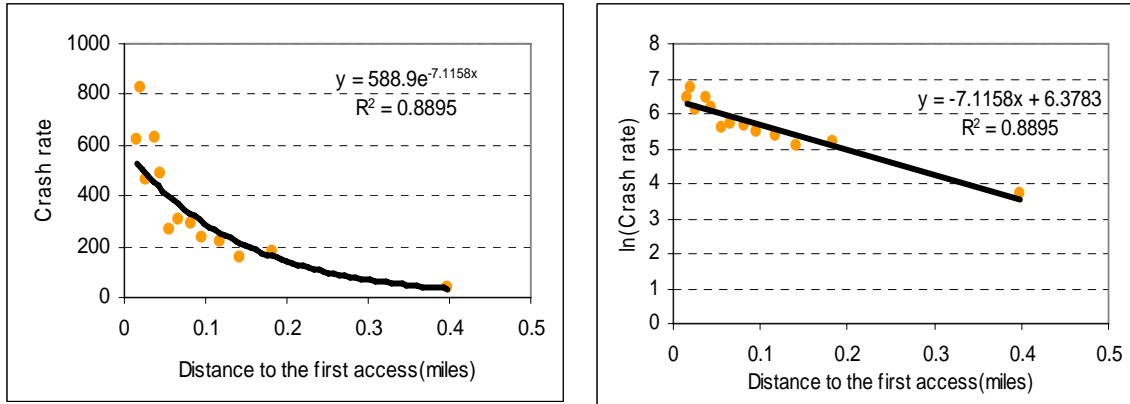 1000
800
600
400
200
0
Crash rate
y = 588.9e^-7.1158x
R² = 0.8895
0 0.1 0.2 0.3 0.4 0.5
Distance to the first access(miles)
8
7
6
5
4
3
2
1
0
ln(Crash rate)
y = -7.1158x + 6.3783
R² = 0.8895
0 0.1 0.2 0.3 0.4 0.5
Distance to the first access(miles)